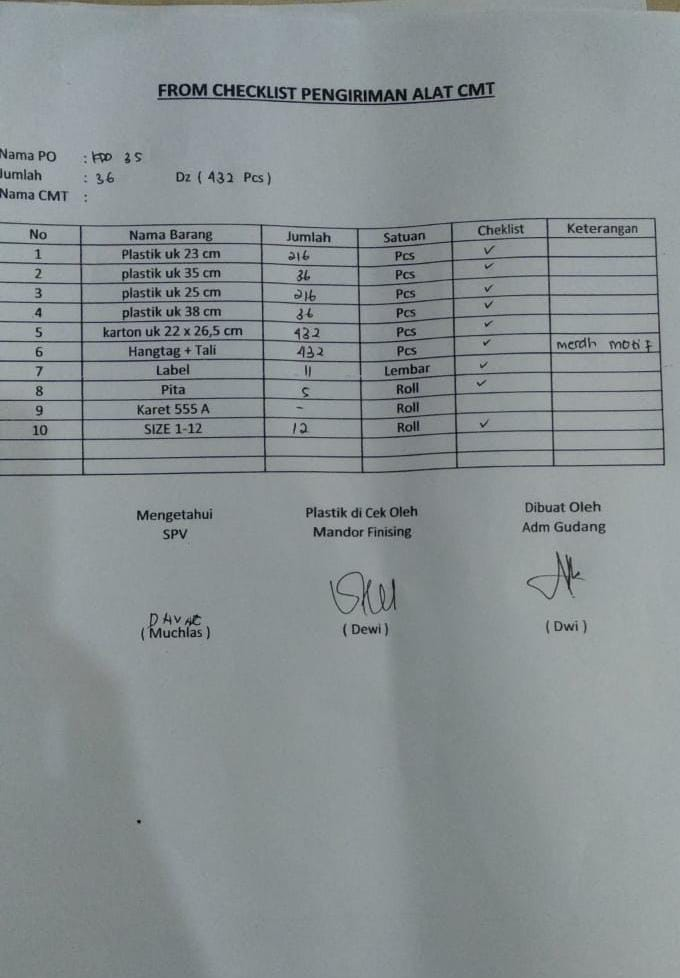 FROM CHECKLIST PENGIRIMAN ALAT CMT
Nama PO : KDO 35
Jumlah : 36 Dz ( 432 Pcs )
Nama CMT :
No Nama Barang Jumlah Satuan Cheklist Keterangan
1 Plastik uk 23 cm 216 Pcs ✓
2 plastik uk 35 cm 36 Pcs ✓
3 plastik uk 25 cm 216 Pcs ✓
4 plastik uk 38 cm 36 Pcs ✓
5 karton uk 22 x 26,5 cm 432 Pcs ✓
6 Hangtag + Tali 432 Pcs ✓ merdh motif
7 Label 11 Lembar ✓
8 Pita 5 Roll ✓
9 Karet 555 A - Roll
10 SIZE 1-12 12 Roll ✓
Mengetahui Plastik di Cek Oleh Dibuat Oleh
SPV Mandor Finising Adm Gudang
( Muchlas ) ( Dewi ) ( Dwi )